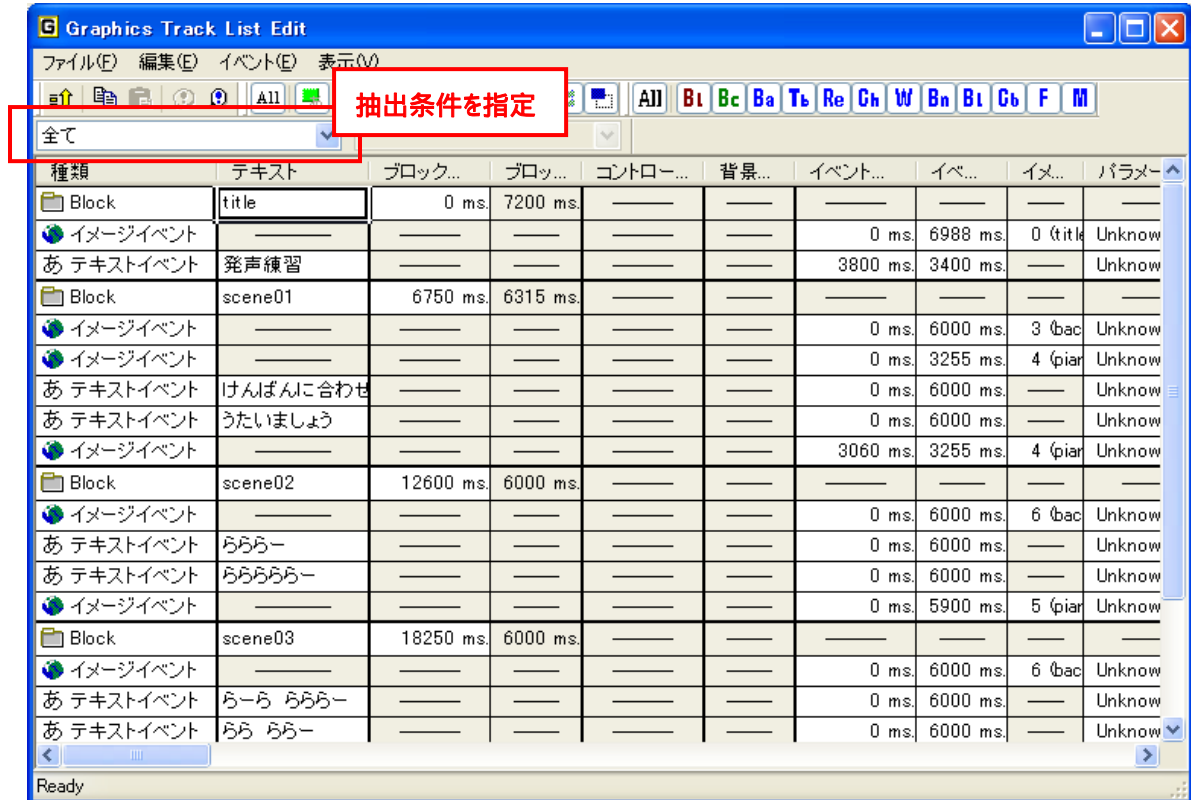 Graphics Track List Edit
ファイル(F) 編集(E) イベント(E) 表示(V)
抽出条件を指定
All All Bl Bc Ba Tb Re Ch W Bn Bl Cb F M
全て
種類 テキスト ブロック... ブロッ... コントロー... 背景... イベント... イベ... イメ... パラメー
Block title 0 ms. 7200 ms.
イメージイベント 0 ms. 6988 ms. 0 (title Unknow
あ テキストイベント 発声練習 3800 ms. 3400 ms. Unknow
Block scene01 6750 ms. 6315 ms.
イメージイベント 0 ms. 6000 ms. 3 (bac Unknow
イメージイベント 0 ms. 3255 ms. 4 (piar Unknow
あ テキストイベント けんばんに合わせ 0 ms. 6000 ms. Unknow
あ テキストイベント うたいましょう 0 ms. 6000 ms. Unknow
イメージイベント 3060 ms. 3255 ms. 4 (piar Unknow
Block scene02 12600 ms. 6000 ms.
イメージイベント 0 ms. 6000 ms. 6 (bac Unknow
あ テキストイベント らららー 0 ms. 6000 ms. Unknow
あ テキストイベント らららららー 0 ms. 6000 ms. Unknow
イメージイベント 0 ms. 5900 ms. 5 (piar Unknow
Block scene03 18250 ms. 6000 ms.
イメージイベント 0 ms. 6000 ms. 6 (bac Unknow
あ テキストイベント らーら らららー 0 ms. 6000 ms. Unknow
あ テキストイベント らら ららー 0 ms. 6000 ms. Unknow
Ready